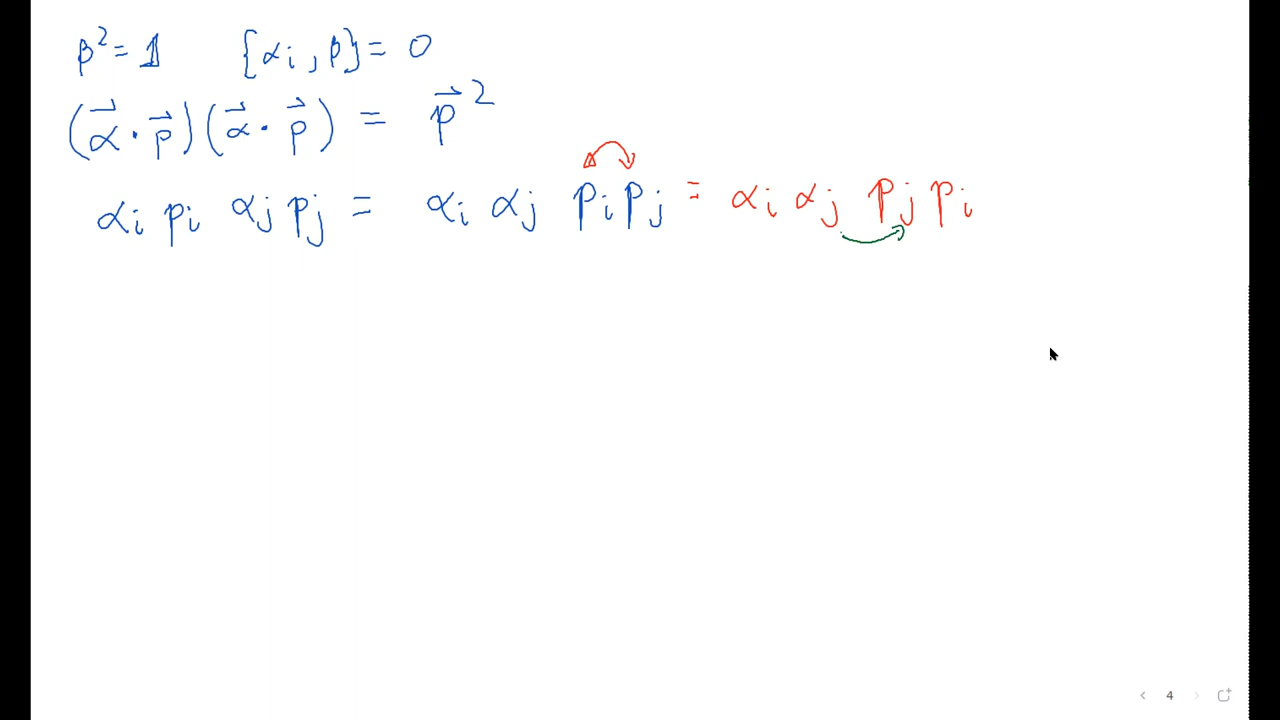 β² = 1 {αᵢ, β} = 0
(α⃗ · p⃗)(α⃗ · p⃗) = p⃗²
αᵢ pᵢ αⱼ pⱼ = αᵢ αⱼ pᵢ pⱼ = αᵢ αⱼ pⱼ pᵢ
4